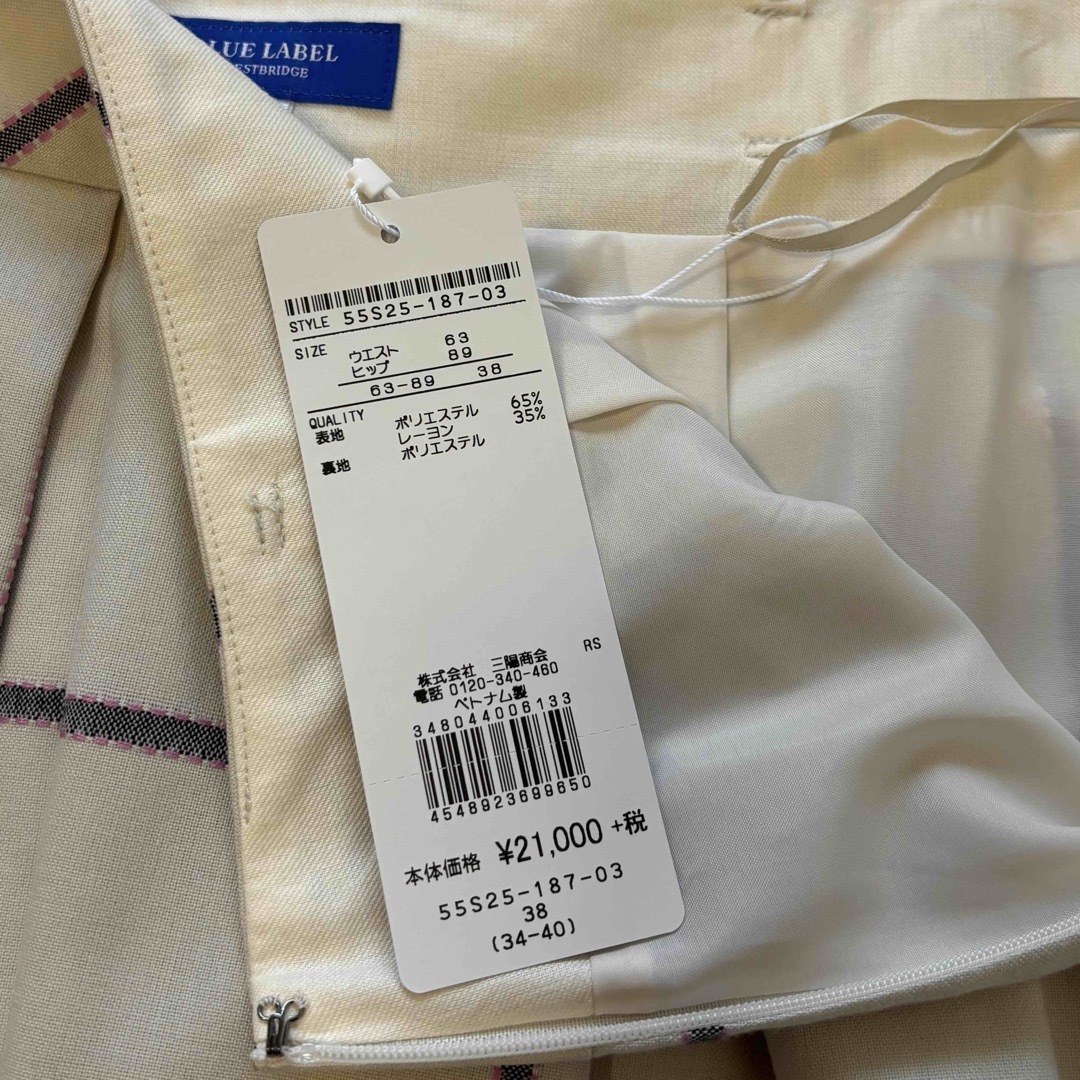 LUE LABEL
ESTBRIDGE
STYLE 55S25-187-03
SIZE ウエスト 63
ヒップ 89
63-89 38
QUALITY
表地 ポリエステル 65%
レーヨン 35%
裏地 ポリエステル
RS
株式会社 三陽商会
電話 0120-340-460
ベトナム製
348044006133
4548923699650
本体価格 ¥21,000 +税
55S25-187-03
38
(34-40)